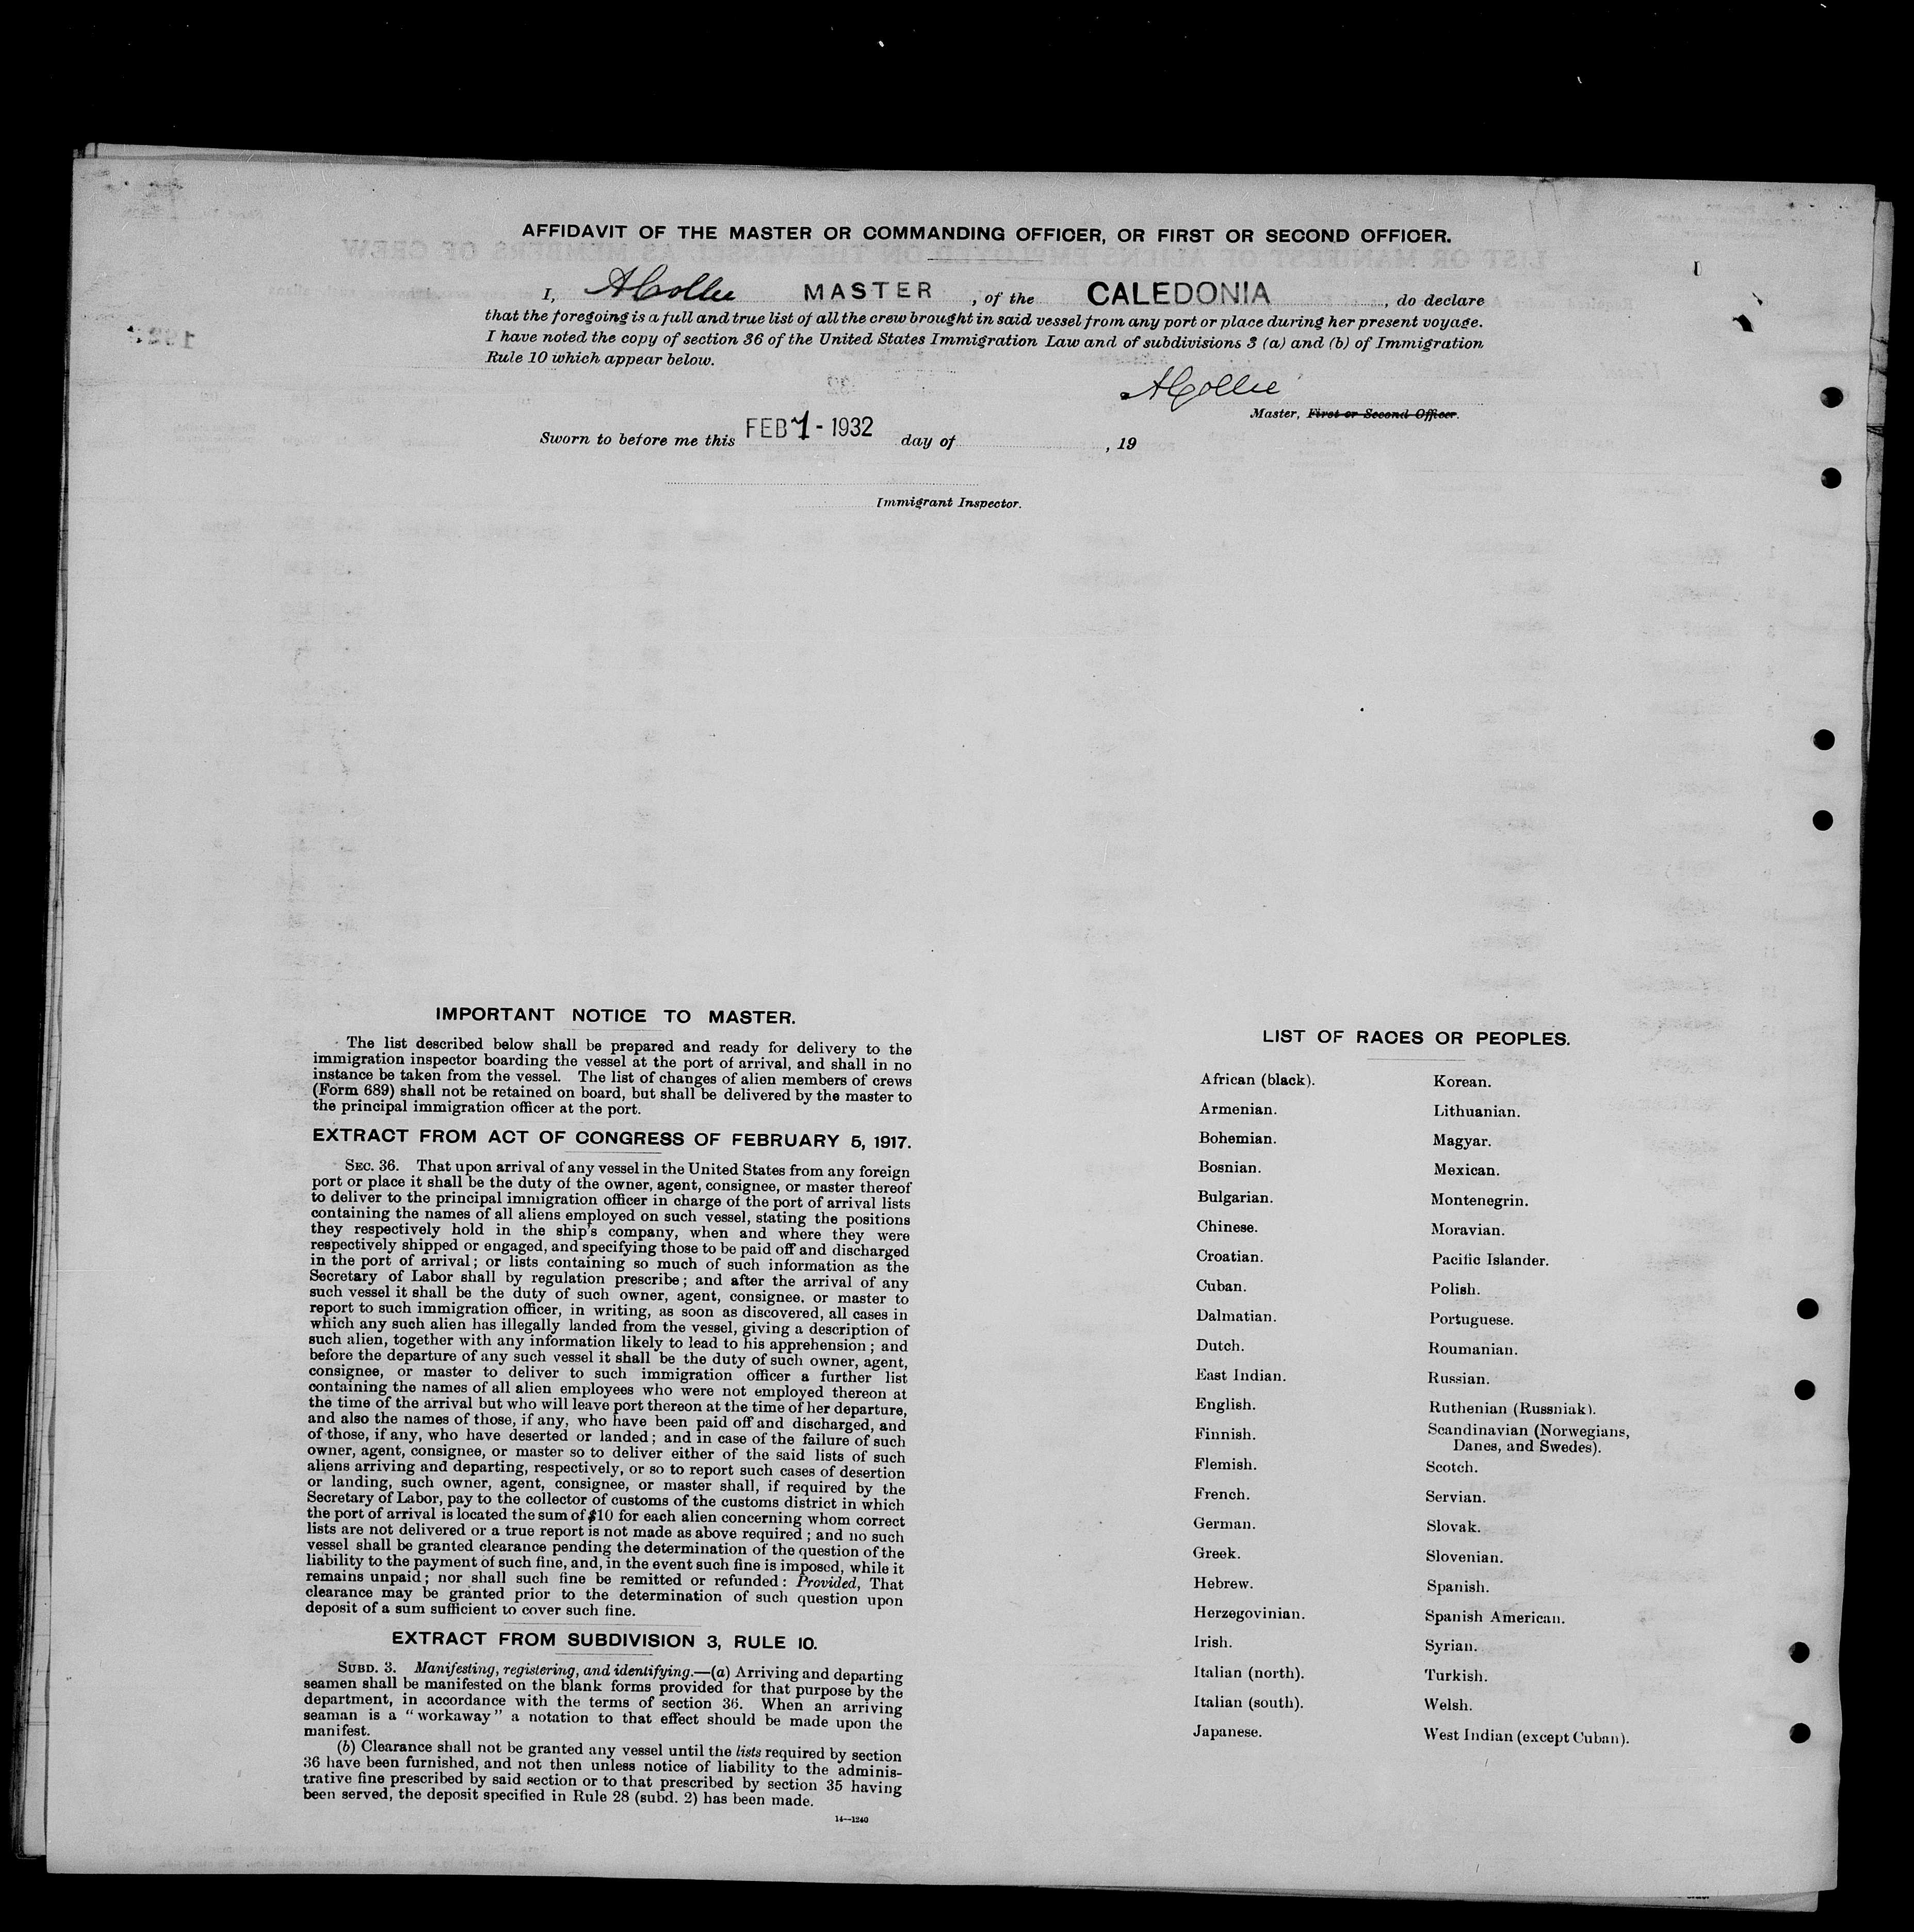 AFFIDAVIT OF THE MASTER OR COMMANDING OFFICER, OR FIRST OR SECOND OFFICER.
I, A Collie MASTER, of the CALEDONIA, do declare
that the foregoing is a full and true list of all the crew brought in said vessel from any port or place during her present voyage.
I have noted the copy of section 36 of the United States Immigration Law and of subdivisions 3 (a) and (b) of Immigration
Rule 10 which appear below.
A Collie
Master, First or Second Officer.
Sworn to before me this FEB 1 - 1932 day of , 19
Immigrant Inspector.
IMPORTANT NOTICE TO MASTER.
The list described below shall be prepared and ready for delivery to the
immigration inspector boarding the vessel at the port of arrival, and shall in no
instance be taken from the vessel. The list of changes of alien members of crews
(Form 689) shall not be retained on board, but shall be delivered by the master to
the principal immigration officer at the port.
EXTRACT FROM ACT OF CONGRESS OF FEBRUARY 5, 1917.
SEC. 36. That upon arrival of any vessel in the United States from any foreign
port or place it shall be the duty of the owner, agent, consignee, or master thereof
to deliver to the principal immigration officer in charge of the port of arrival lists
containing the names of all aliens employed on such vessel, stating the positions
they respectively hold in the ship's company, when and where they were
respectively shipped or engaged, and specifying those to be paid off and discharged
in the port of arrival; or lists containing so much of such information as the
Secretary of Labor shall by regulation prescribe; and after the arrival of any
such vessel it shall be the duty of such owner, agent, consignee. or master to
report to such immigration officer, in writing, as soon as discovered, all cases in
which any such alien has illegally landed from the vessel, giving a description of
such alien, together with any information likely to lead to his apprehension; and
before the departure of any such vessel it shall be the duty of such owner, agent,
consignee, or master to deliver to such immigration officer a further list
containing the names of all alien employees who were not employed thereon at
the time of the arrival but who will leave port thereon at the time of her departure,
and also the names of those, if any, who have been paid off and discharged, and
of those, if any, who have deserted or landed; and in case of the failure of such
owner, agent, consignee, or master so to deliver either of the said lists of such
aliens arriving and departing, respectively, or so to report such cases of desertion
or landing, such owner, agent, consignee, or master shall, if required by the
Secretary of Labor, pay to the collector of customs of the customs district in which
the port of arrival is located the sum of $10 for each alien concerning whom correct
lists are not delivered or a true report is not made as above required; and no such
vessel shall be granted clearance pending the determination of the question of the
liability to the payment of such fine, and, in the event such fine is imposed, while it
remains unpaid; nor shall such fine be remitted or refunded: Provided, That
clearance may be granted prior to the determination of such question upon
deposit of a sum sufficient to cover such fine.
EXTRACT FROM SUBDIVISION 3, RULE 10.
SUBD. 3. Manifesting, registering, and identifying.—(a) Arriving and departing
seamen shall be manifested on the blank forms provided for that purpose by the
department, in accordance with the terms of section 36. When an arriving
seaman is a "workaway" a notation to that effect should be made upon the
manifest.
(b) Clearance shall not be granted any vessel until the lists required by section
36 have been furnished, and not then unless notice of liability to the adminis-
trative fine prescribed by said section or to that prescribed by section 35 having
been served, the deposit specified in Rule 28 (subd. 2) has been made.
14—1240
LIST OF RACES OR PEOPLES.
African (black).
Armenian.
Bohemian.
Bosnian.
Bulgarian.
Chinese.
Croatian.
Cuban.
Dalmatian.
Dutch.
East Indian.
English.
Finnish.
Flemish.
French.
German.
Greek.
Hebrew.
Herzegovinian.
Irish.
Italian (north).
Italian (south).
Japanese.
Korean.
Lithuanian.
Magyar.
Mexican.
Montenegrin.
Moravian.
Pacific Islander.
Polish.
Portuguese.
Roumanian.
Russian.
Ruthenian (Russniak).
Scandinavian (Norwegians,
Danes, and Swedes).
Scotch.
Servian.
Slovak.
Slovenian.
Spanish.
Spanish American.
Syrian.
Turkish.
Welsh.
West Indian (except Cuban).